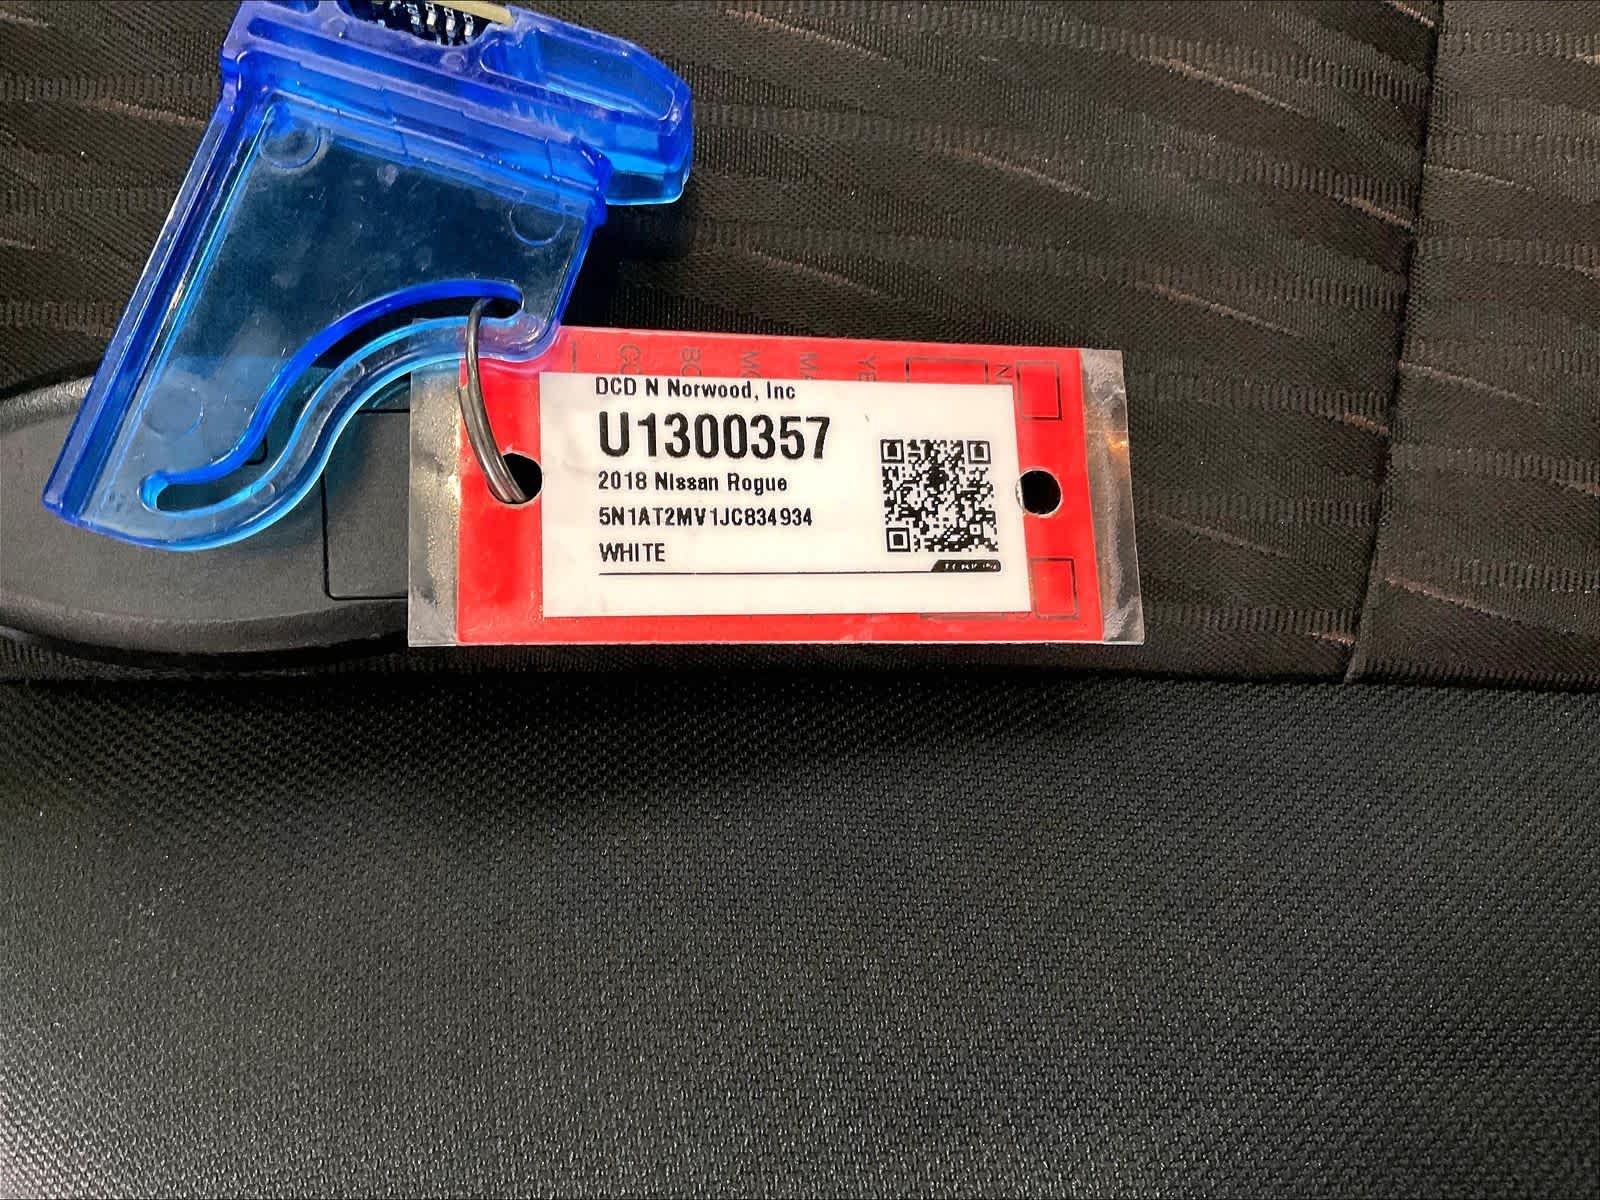 DCD N Norwood, Inc
U1300357
2018 Nissan Rogue
5N1AT2MV1JC834934
WHITE